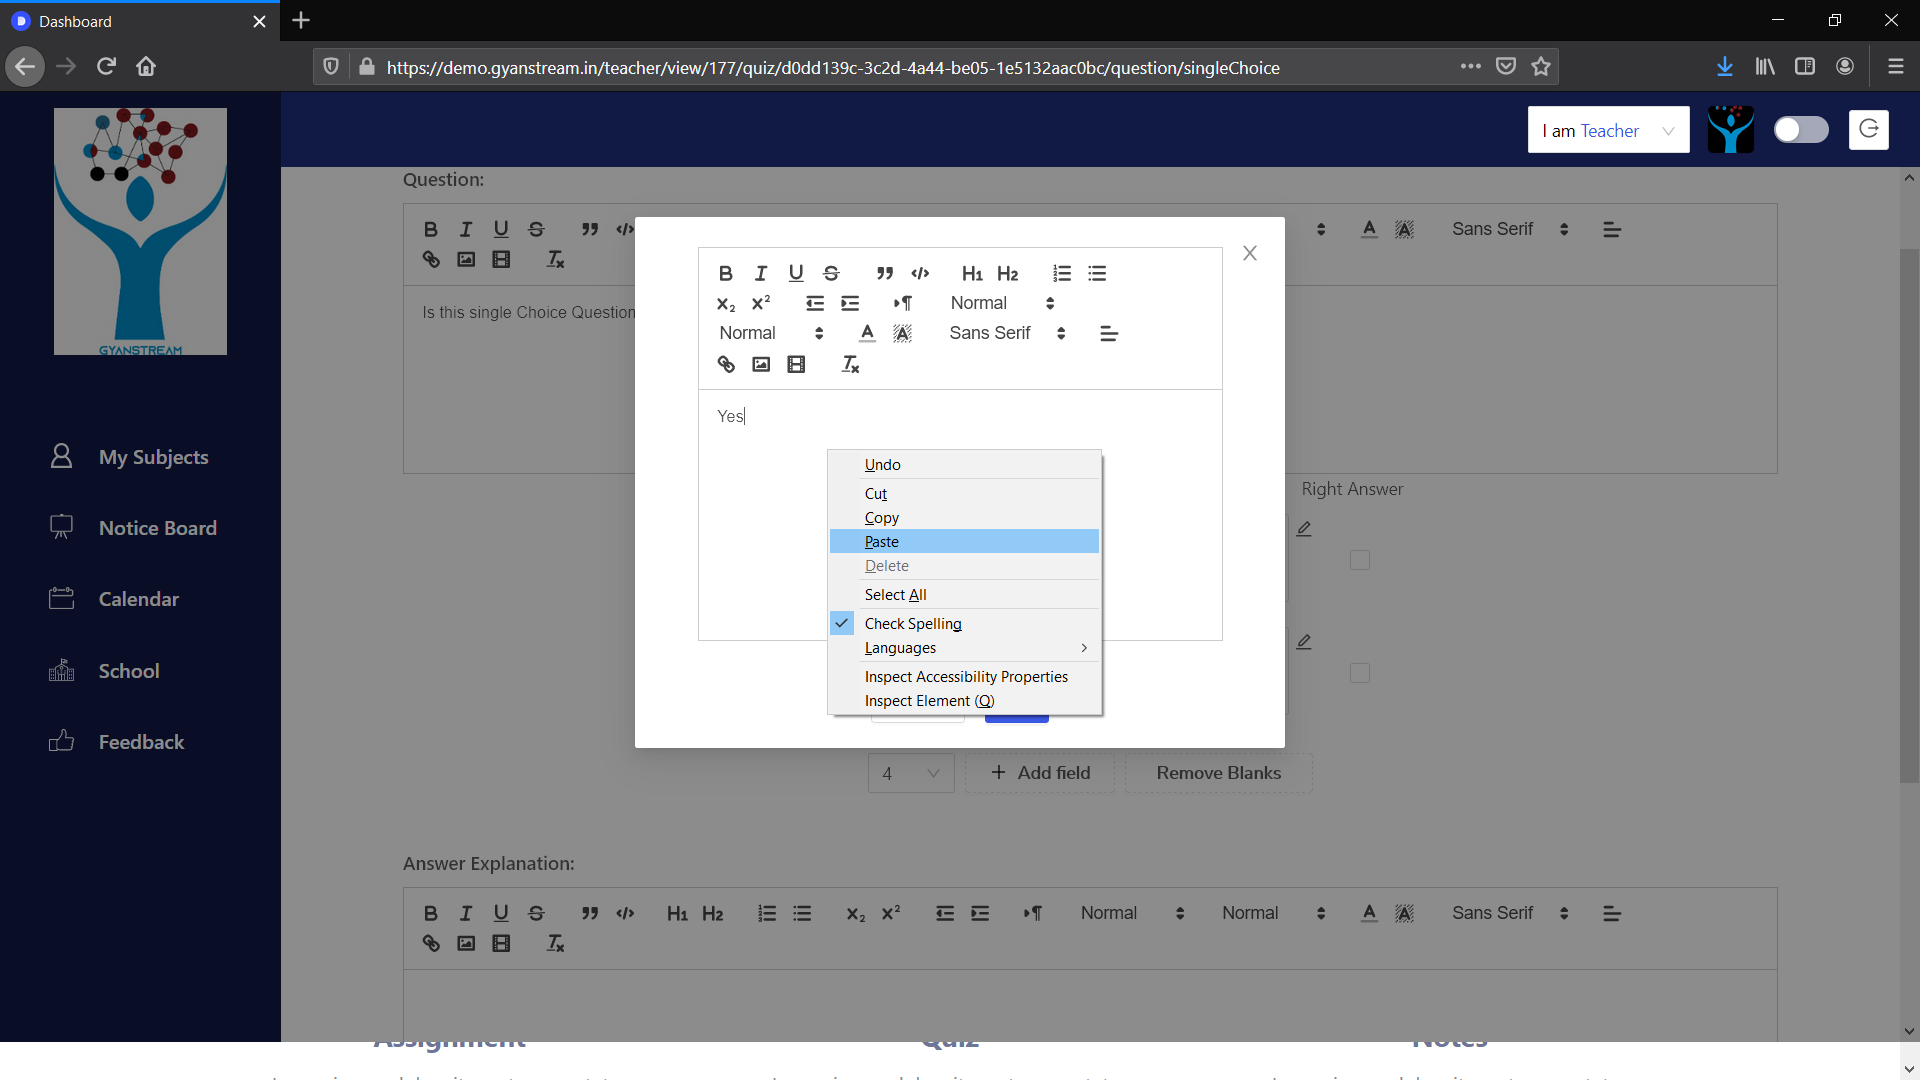 Dashboard
https://demo.gyanstream.in/teacher/view/177/quiz/d0dd139c-3c2d-4a44-be05-1e5132aac0bc/question/singleChoice
I am Teacher
GYANSTREAM
My Subjects
Notice Board
Calendar
School
Feedback
Question:
Sans Serif
Is this single Choice Question
H1 H2
Normal
Normal
Sans Serif
Yes
Undo
Cut
Copy
Paste
Delete
Select All
Check Spelling
Languages
Inspect Accessibility Properties
Inspect Element (Q)
Right Answer
4
+ Add field
Remove Blanks
Answer Explanation:
B I U S H1 H2 Normal Normal Sans Serif
Assignment Quiz Notes